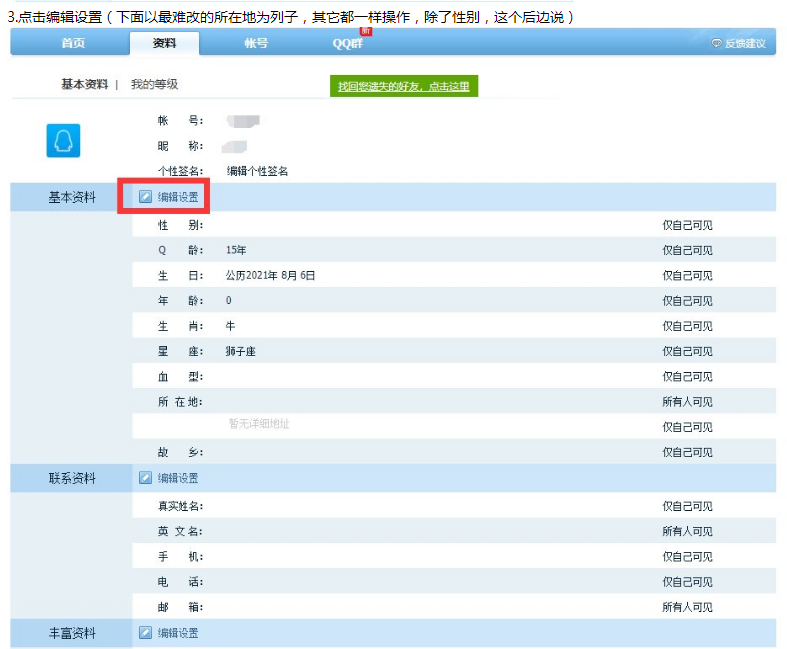 3.点击编辑设置（下面以最难改的所在地为列子，其它都一样操作，除了性别，这个后边说）
首页 资料 帐号 QQ群 新 反馈建议
基本资料 | 我的等级 找回您遗失的好友，点击这里
帐 号:
昵 称:
个性签名: 编辑个性签名
基本资料 编辑设置
性 别: 仅自己可见
Q 龄: 15年 仅自己可见
生 日: 公历2021年 8月 6日 仅自己可见
年 龄: 0 仅自己可见
生 肖: 牛 仅自己可见
星 座: 狮子座 仅自己可见
血 型: 仅自己可见
所 在 地: 所有人可见
暂无详细地址 仅自己可见
故 乡: 仅自己可见
联系资料 编辑设置
真实姓名: 仅自己可见
英 文 名: 所有人可见
手 机: 仅自己可见
电 话: 仅自己可见
邮 箱: 所有人可见
丰富资料 编辑设置